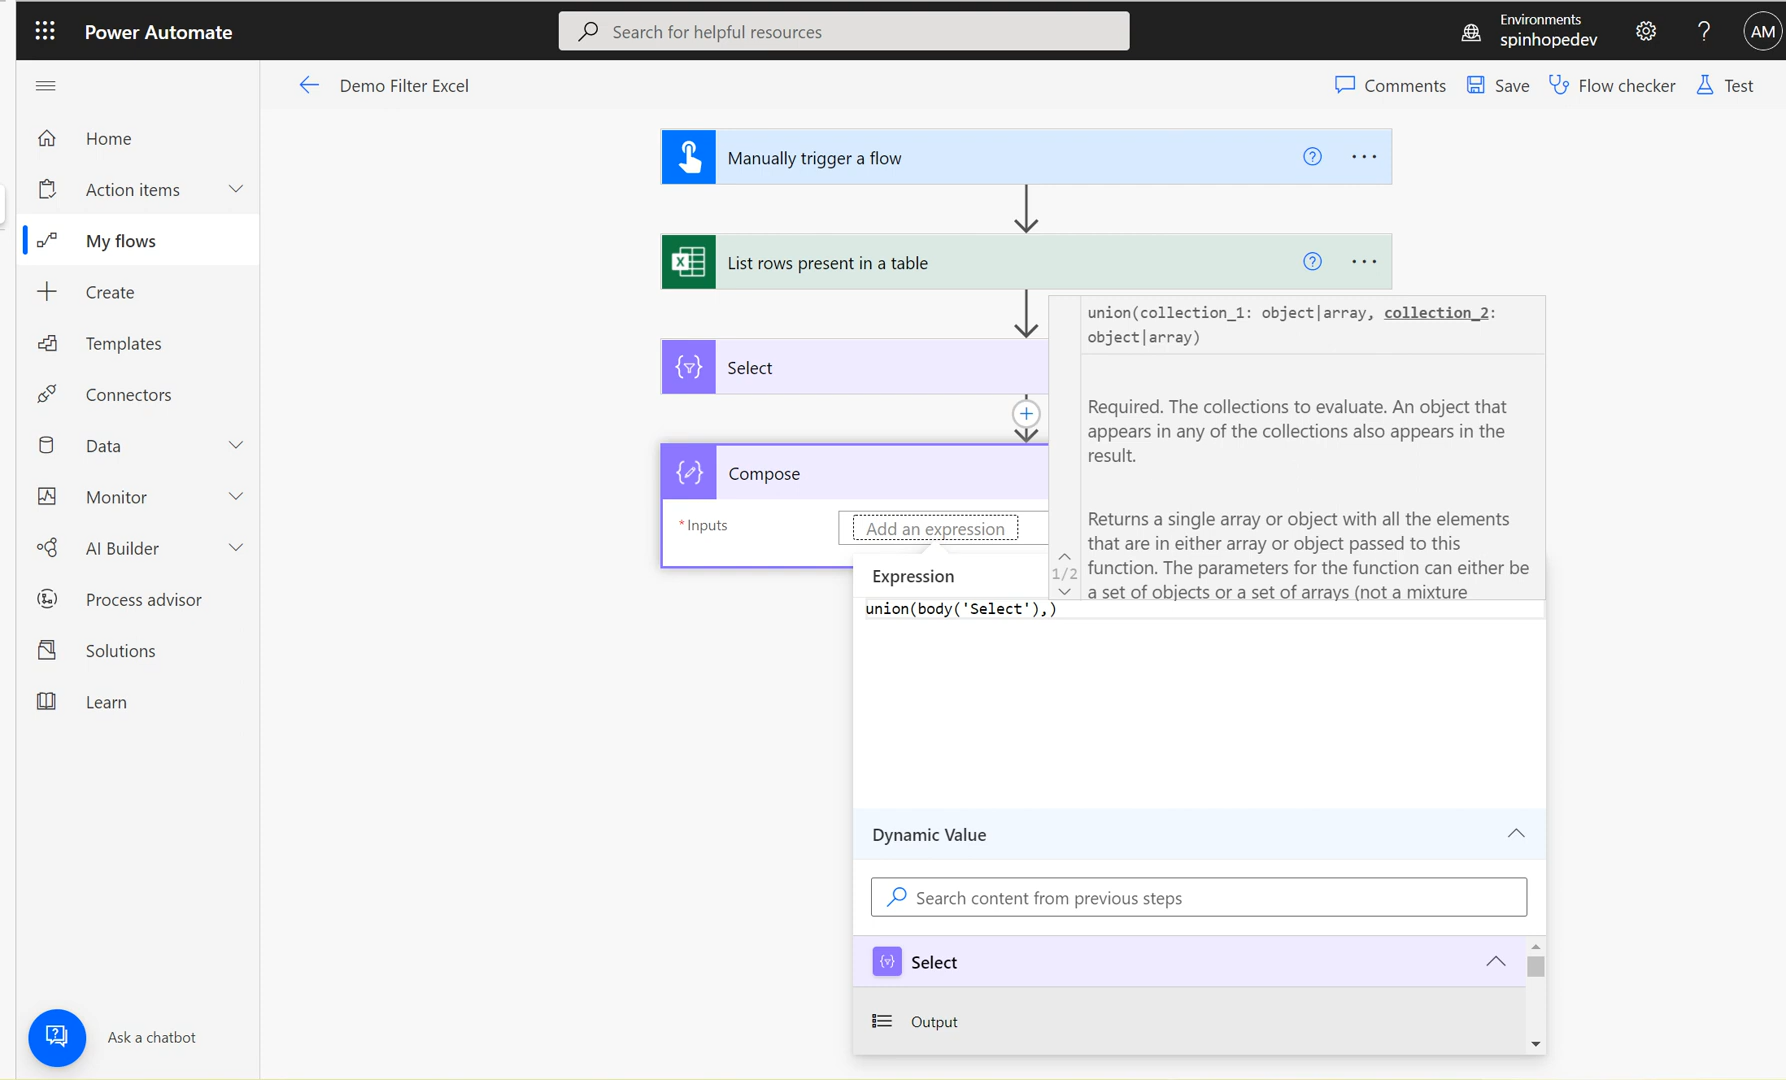 Power Automate
Search for helpful resources
Environments
spinhopedev
?
AM
Demo Filter Excel
Comments
Save
Flow checker
Test
Home
Action items
My flows
Create
Templates
Connectors
Data
Monitor
AI Builder
Process advisor
Solutions
Learn
Ask a chatbot
Manually trigger a flow
?
List rows present in a table
?
Select
Compose
* Inputs
Add an expression
union(collection_1: object|array, collection_2:
object|array)
Required. The collections to evaluate. An object that
appears in any of the collections also appears in the
result.
Returns a single array or object with all the elements
that are in either array or object passed to this
function. The parameters for the function can either be
a set of objects or a set of arrays (not a mixture
1/2
Expression
union(body('Select'),)
Dynamic Value
Search content from previous steps
Select
Output